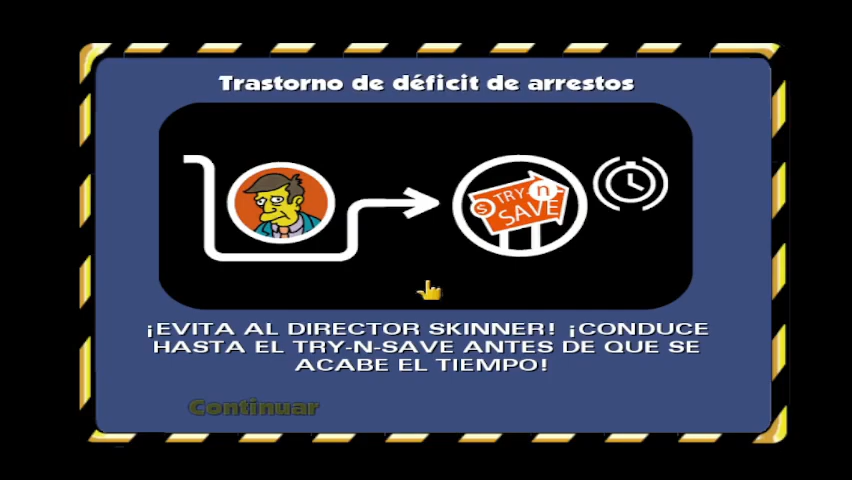 Trastorno de déficit de arrestos
$ TRY-n
SAVE
¡EVITA AL DIRECTOR SKINNER! ¡CONDUCE
HASTA EL TRY-N-SAVE ANTES DE QUE SE
ACABE EL TIEMPO!
Continuar